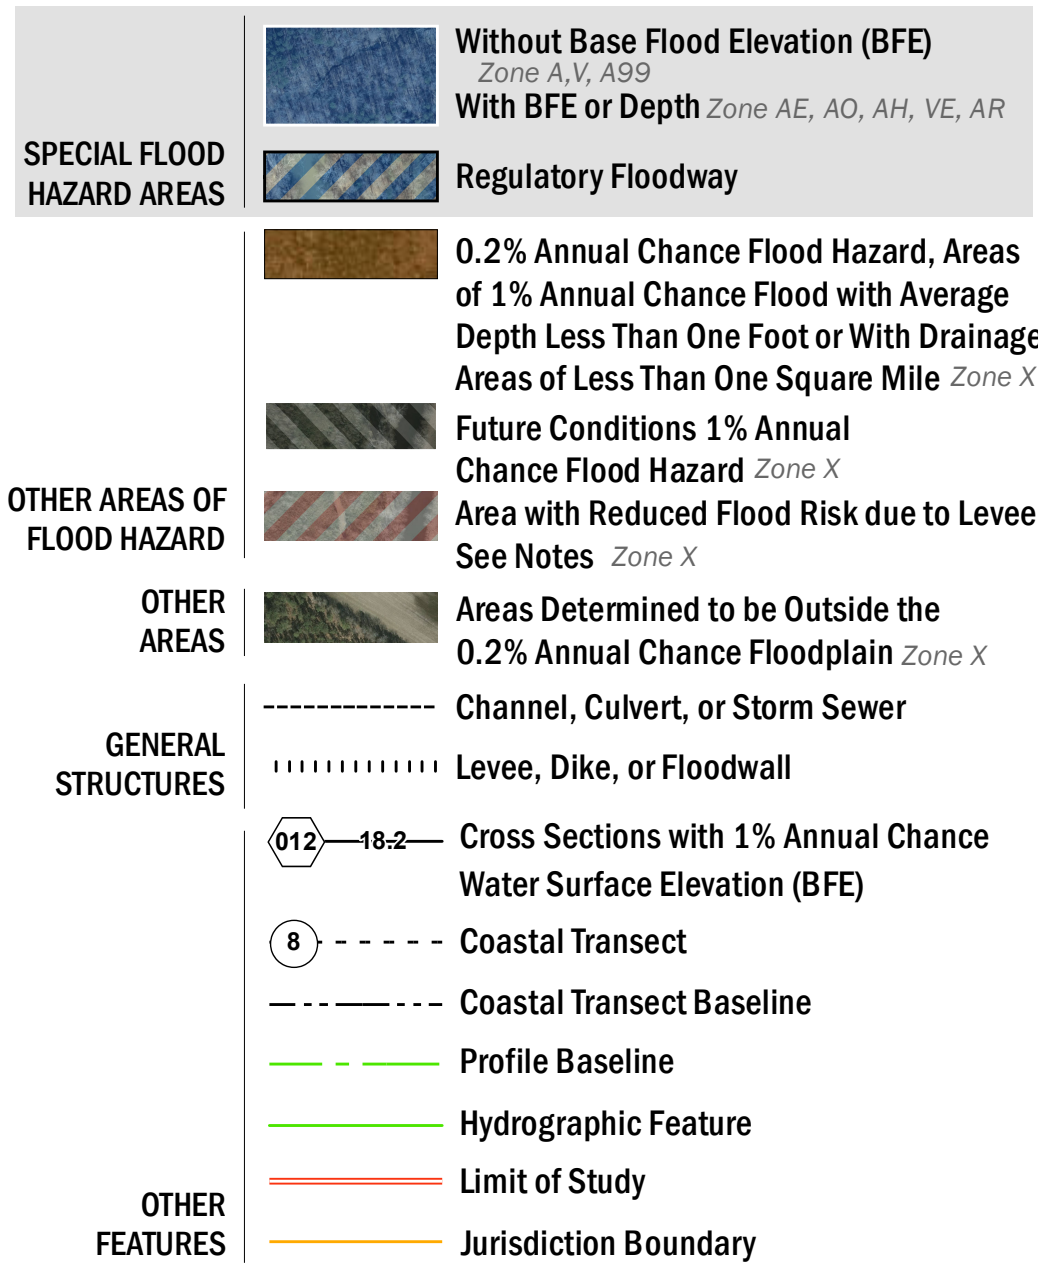 SPECIAL FLOOD
HAZARD AREAS
Without Base Flood Elevation (BFE)
Zone A,V, A99
With BFE or Depth Zone AE, AO, AH, VE, AR
Regulatory Floodway
OTHER AREAS OF
FLOOD HAZARD
0.2% Annual Chance Flood Hazard, Areas
of 1% Annual Chance Flood with Average
Depth Less Than One Foot or With Drainage
Areas of Less Than One Square Mile Zone X
Future Conditions 1% Annual
Chance Flood Hazard Zone X
Area with Reduced Flood Risk due to Levee
See Notes Zone X
OTHER
AREAS
Areas Determined to be Outside the
0.2% Annual Chance Floodplain Zone X
GENERAL
STRUCTURES
Channel, Culvert, or Storm Sewer
Levee, Dike, or Floodwall
OTHER
FEATURES
012 18.2 Cross Sections with 1% Annual Chance
Water Surface Elevation (BFE)
8 Coastal Transect
Coastal Transect Baseline
Profile Baseline
Hydrographic Feature
Limit of Study
Jurisdiction Boundary